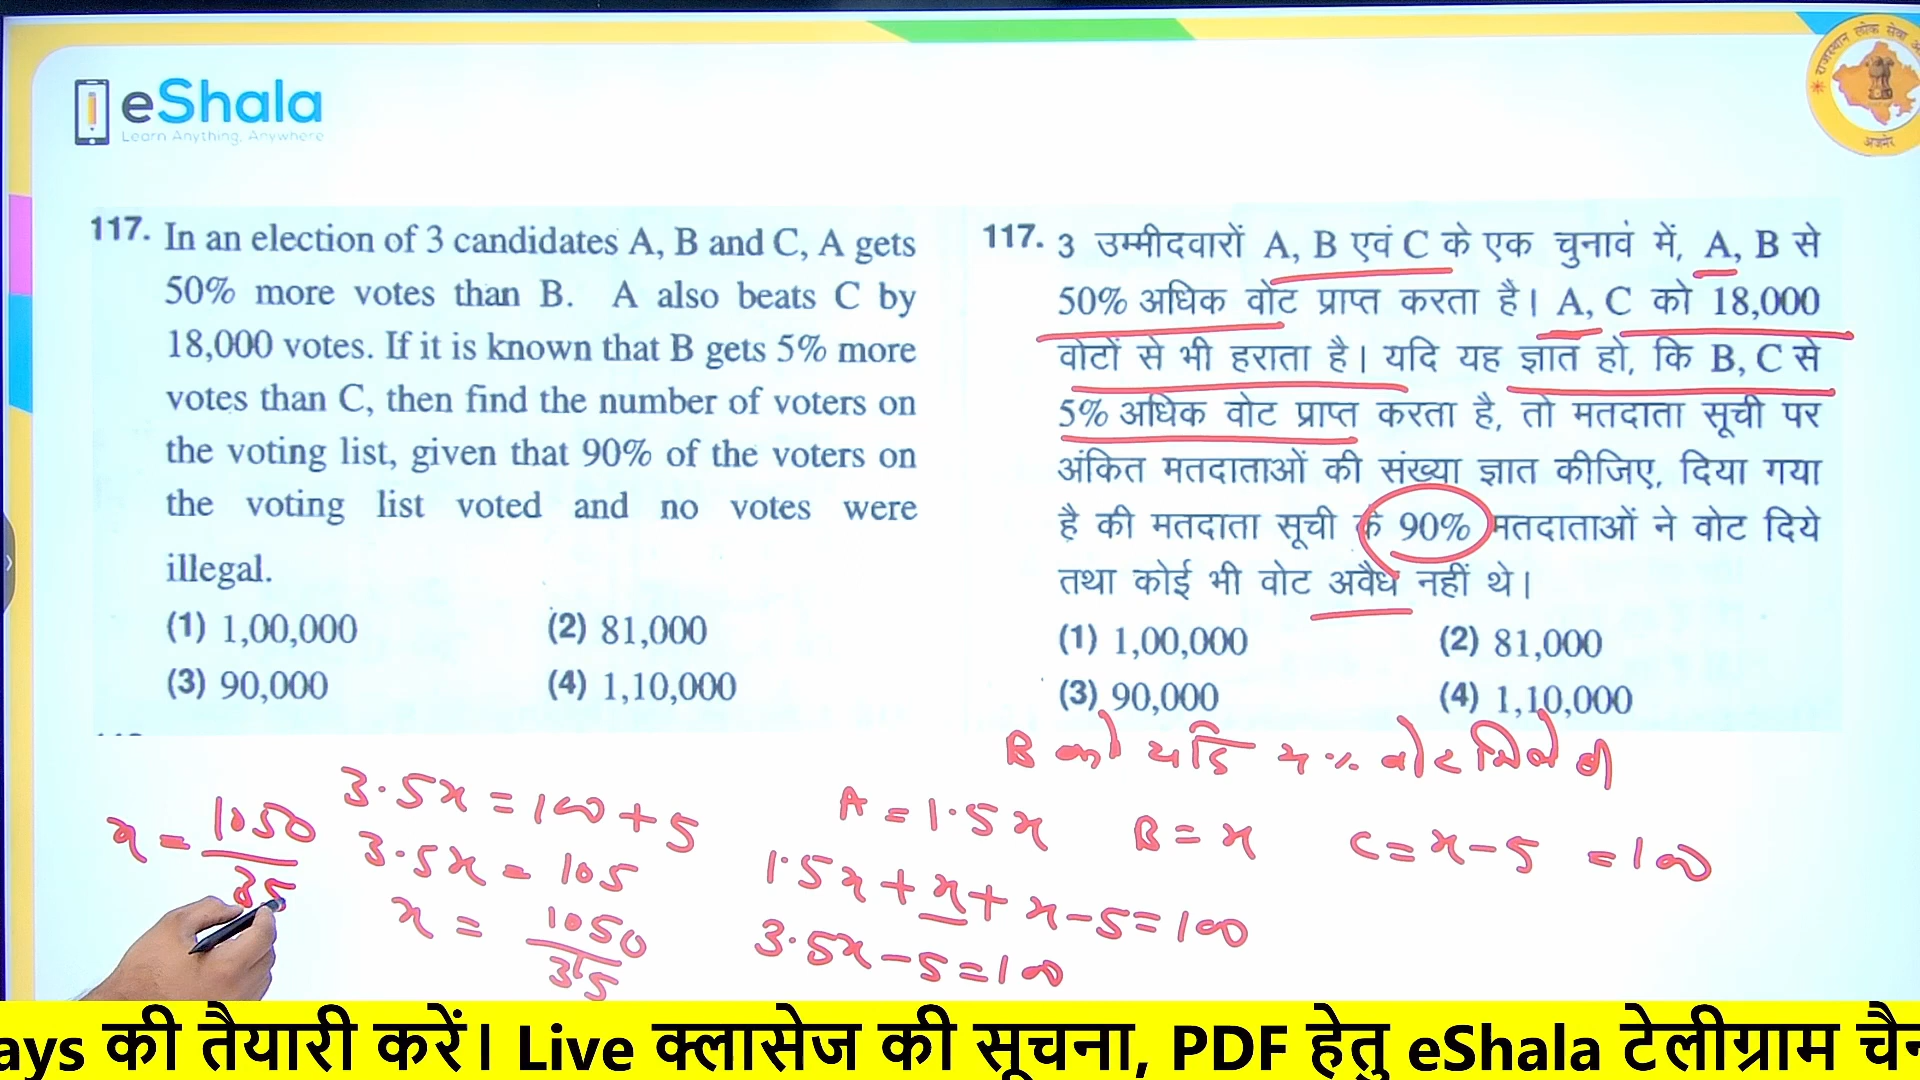 eShala
Learn Anything, Anywhere
राजस्थान लोक सेवा
अजमेर
117. In an election of 3 candidates A, B and C, A gets
50% more votes than B. A also beats C by
18,000 votes. If it is known that B gets 5% more
votes than C, then find the number of voters on
the voting list, given that 90% of the voters on
the voting list voted and no votes were
illegal.
(1) 1,00,000 (2) 81,000
(3) 90,000 (4) 1,10,000
117. 3 उम्मीदवारों A, B एवं C के एक चुनाव में, A, B से
50% अधिक वोट प्राप्त करता है। A, C को 18,000
वोटों से भी हराता है। यदि यह ज्ञात हो, कि B, C से
5% अधिक वोट प्राप्त करता है, तो मतदाता सूची पर
अंकित मतदाताओं की संख्या ज्ञात कीजिए, दिया गया
है की मतदाता सूची के 90% मतदाताओं ने वोट दिये
तथा कोई भी वोट अवैध नहीं थे।
(1) 1,00,000 (2) 81,000
(3) 90,000 (4) 1,10,000
B को यदि x% वोट मिले
A = 1.5x B = x C = x-5 = 100
1.5x + x + x-5 = 100
3.5x-5 = 100
3.5x = 100+5
3.5x = 105
x = 1050
35
x = 1050
35
ays की तैयारी करें। Live क्लासेज की सूचना, PDF हेतु eShala टेलीग्राम